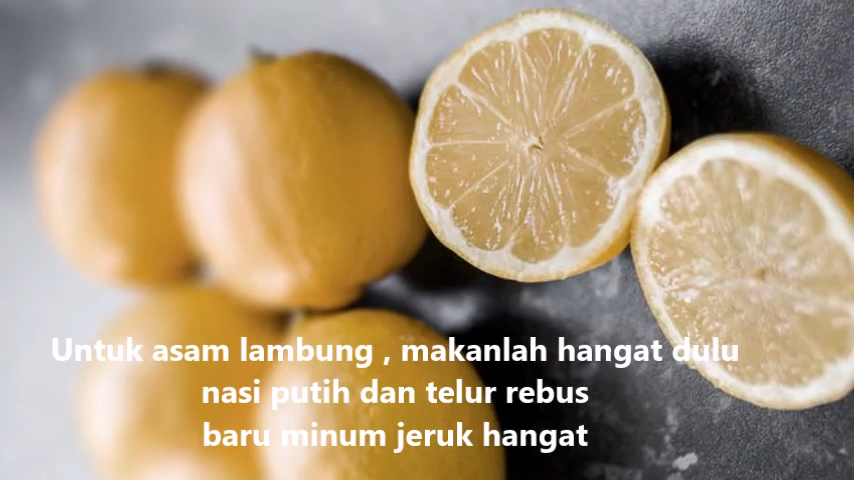 Untuk asam lambung , makanlah hangat dulu
nasi putih dan telur rebus
baru minum jeruk hangat